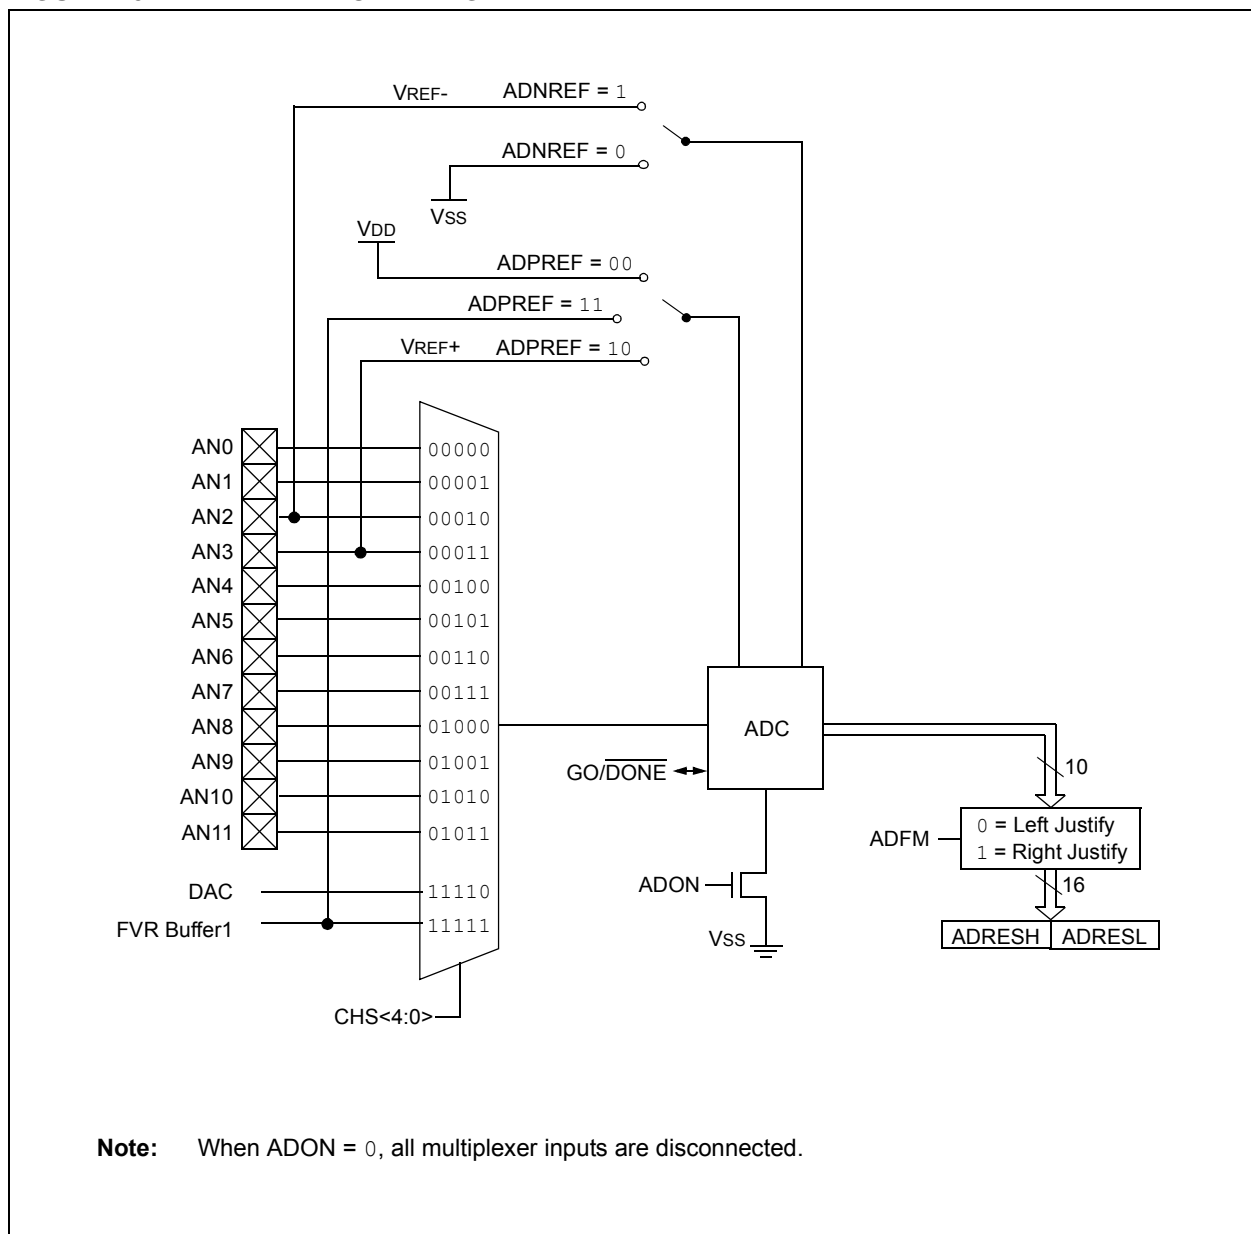 VREF- ADNREF = 1
ADNREF = 0
VSS
VDD
ADPREF = 00
ADPREF = 11
VREF+ ADPREF = 10
AN0 00000
AN1 00001
AN2 00010
AN3 00011
AN4 00100
AN5 00101
AN6 00110
AN7 00111
AN8 01000
ADC
AN9 01001
GO/DONE
10
AN10 01010
AN11 01011
ADFM
0 = Left Justify
1 = Right Justify
DAC 11110
ADON
16
FVR Buffer1 11111
VSS
ADRESH ADRESL
CHS<4:0>
Note: When ADON = 0, all multiplexer inputs are disconnected.